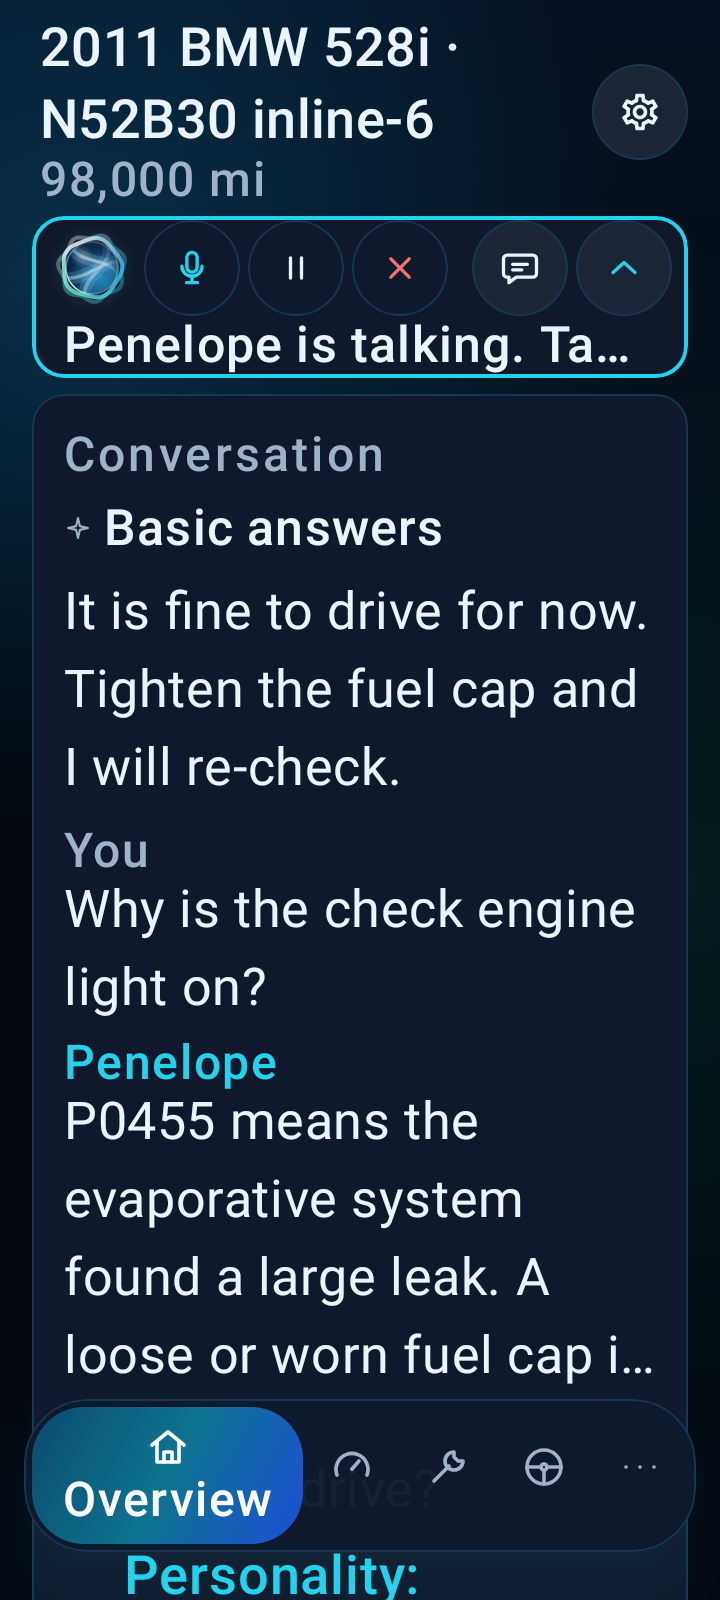 2011 BMW 528i ·
N52B30 inline-6
98,000 mi
Penelope is talking. Ta…
Conversation
Basic answers
It is fine to drive for now.
Tighten the fuel cap and
I will re-check.
You
Why is the check engine
light on?
Penelope
P0455 means the
evaporative system
found a large leak. A
loose or worn fuel cap i…
drive?
Overview
Personality: